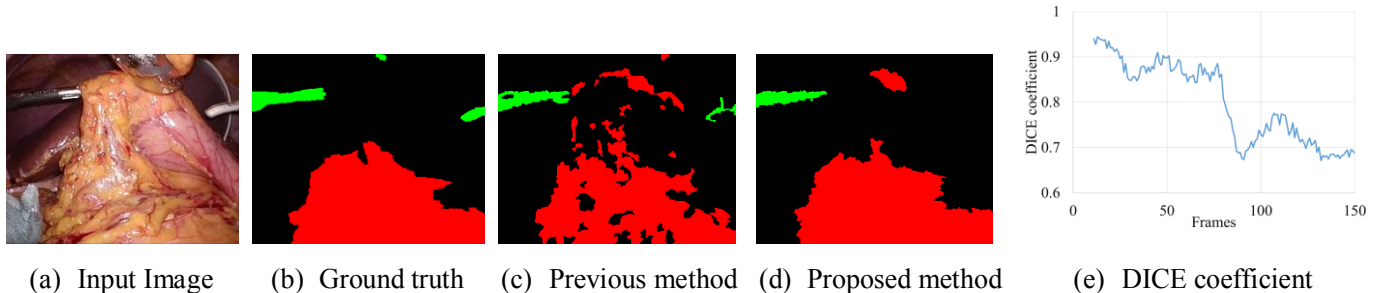 1
0.9
0.8
0.7
0.6
DICE coefficient
0 50 100 150
Frames
(a) Input Image (b) Ground truth (c) Previous method (d) Proposed method (e) DICE coefficient